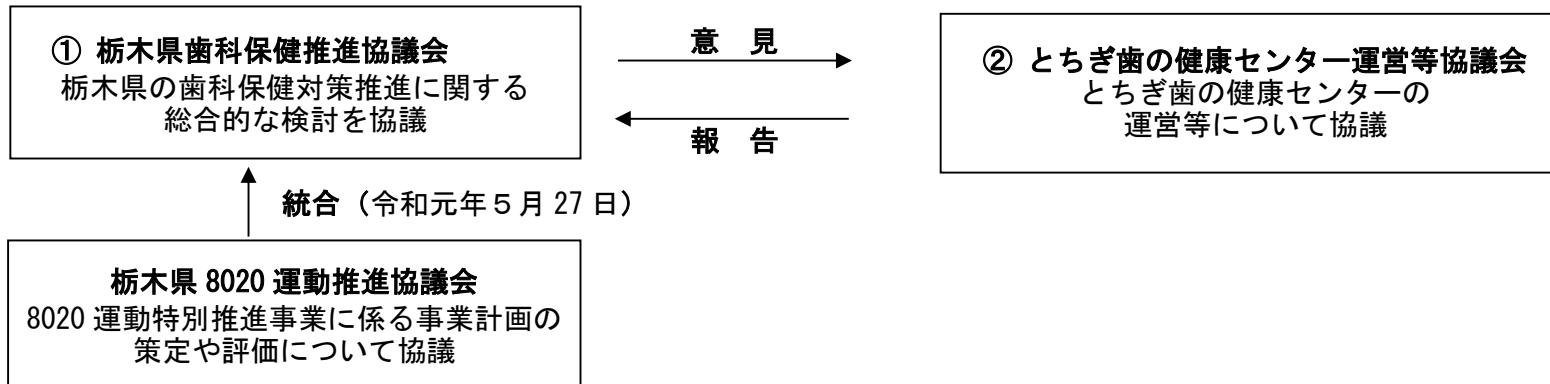 ① 栃木県歯科保健推進協議会
栃木県の歯科保健対策推進に関する
総合的な検討を協議
意 見
報 告
② とちぎ歯の健康センター運営等協議会
とちぎ歯の健康センターの
運営等について協議
統合（令和元年５月 27 日）
栃木県 8020 運動推進協議会
8020 運動特別推進事業に係る事業計画の
策定や評価について協議